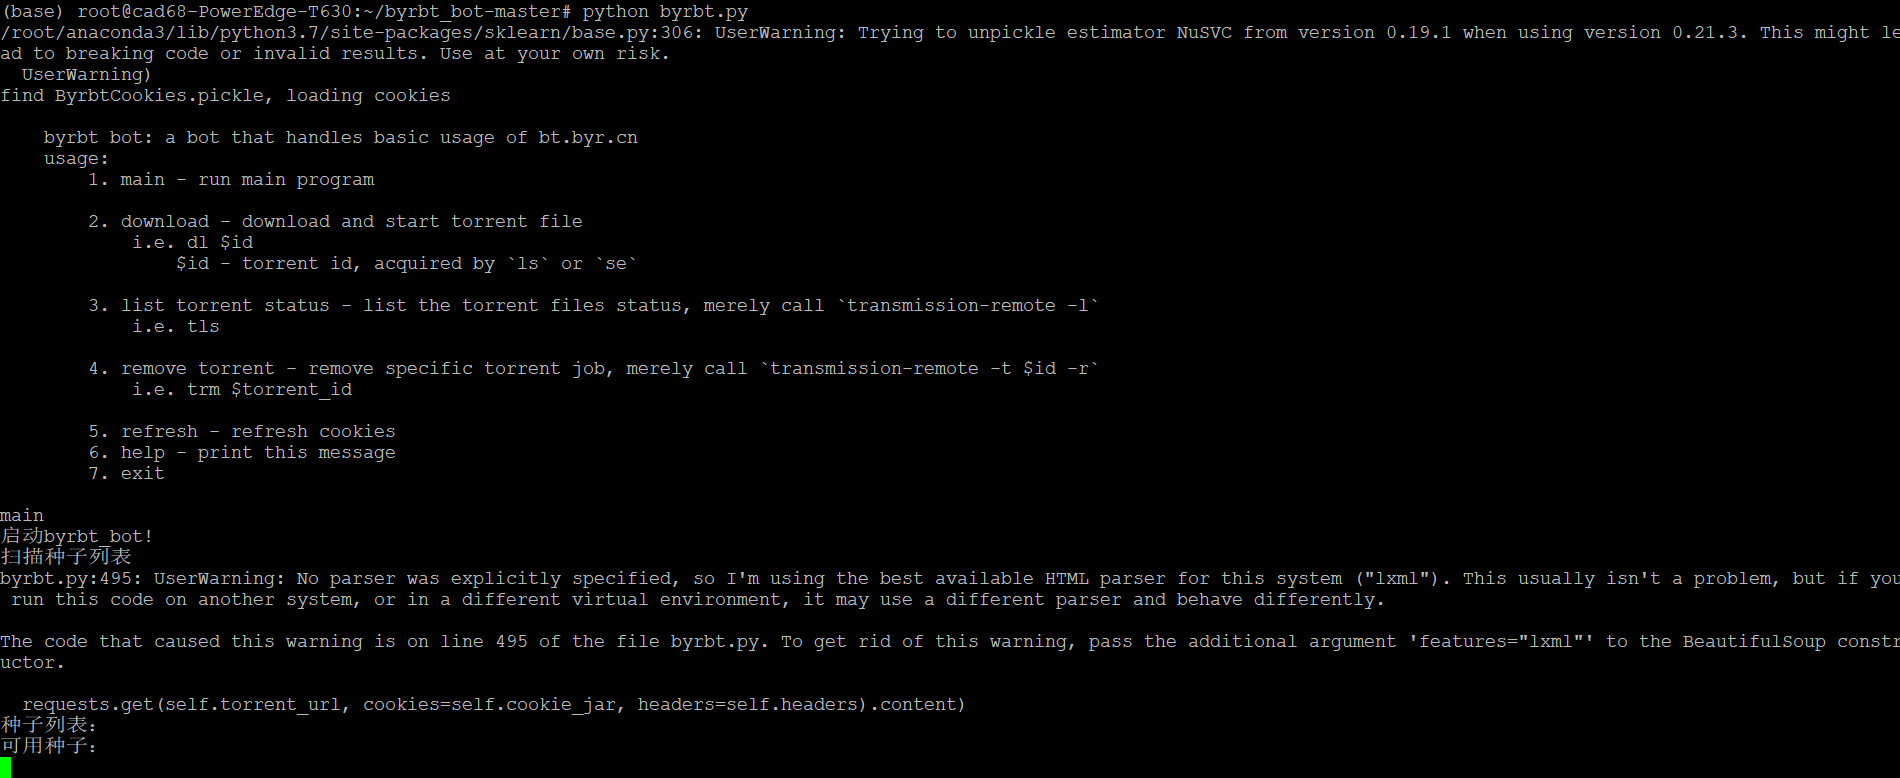 (base) root@cad68-PowerEdge-T630:~/byrbt_bot-master# python byrbt.py
/root/anaconda3/lib/python3.7/site-packages/sklearn/base.py:306: UserWarning: Trying to unpickle estimator NuSVC from version 0.19.1 when using version 0.21.3. This might le
ad to breaking code or invalid results. Use at your own risk.
  UserWarning)
find ByrbtCookies.pickle, loading cookies
    byrbt bot: a bot that handles basic usage of bt.byr.cn
    usage:
        1. main - run main program
        2. download - download and start torrent file
            i.e. dl $id
                $id - torrent id, acquired by `ls` or `se`
        3. list torrent status - list the torrent files status, merely call `transmission-remote -l`
            i.e. tls
        4. remove torrent - remove specific torrent job, merely call `transmission-remote -t $id -r`
            i.e. trm $torrent_id
        5. refresh - refresh cookies
        6. help - print this message
        7. exit
main
启动byrbt_bot!
扫描种子列表
byrbt.py:495: UserWarning: No parser was explicitly specified, so I'm using the best available HTML parser for this system ("lxml"). This usually isn't a problem, but if you
 run this code on another system, or in a different virtual environment, it may use a different parser and behave differently.
The code that caused this warning is on line 495 of the file byrbt.py. To get rid of this warning, pass the additional argument 'features="lxml"' to the BeautifulSoup constr
uctor.
  requests.get(self.torrent_url, cookies=self.cookie_jar, headers=self.headers).content)
种子列表：
可用种子：